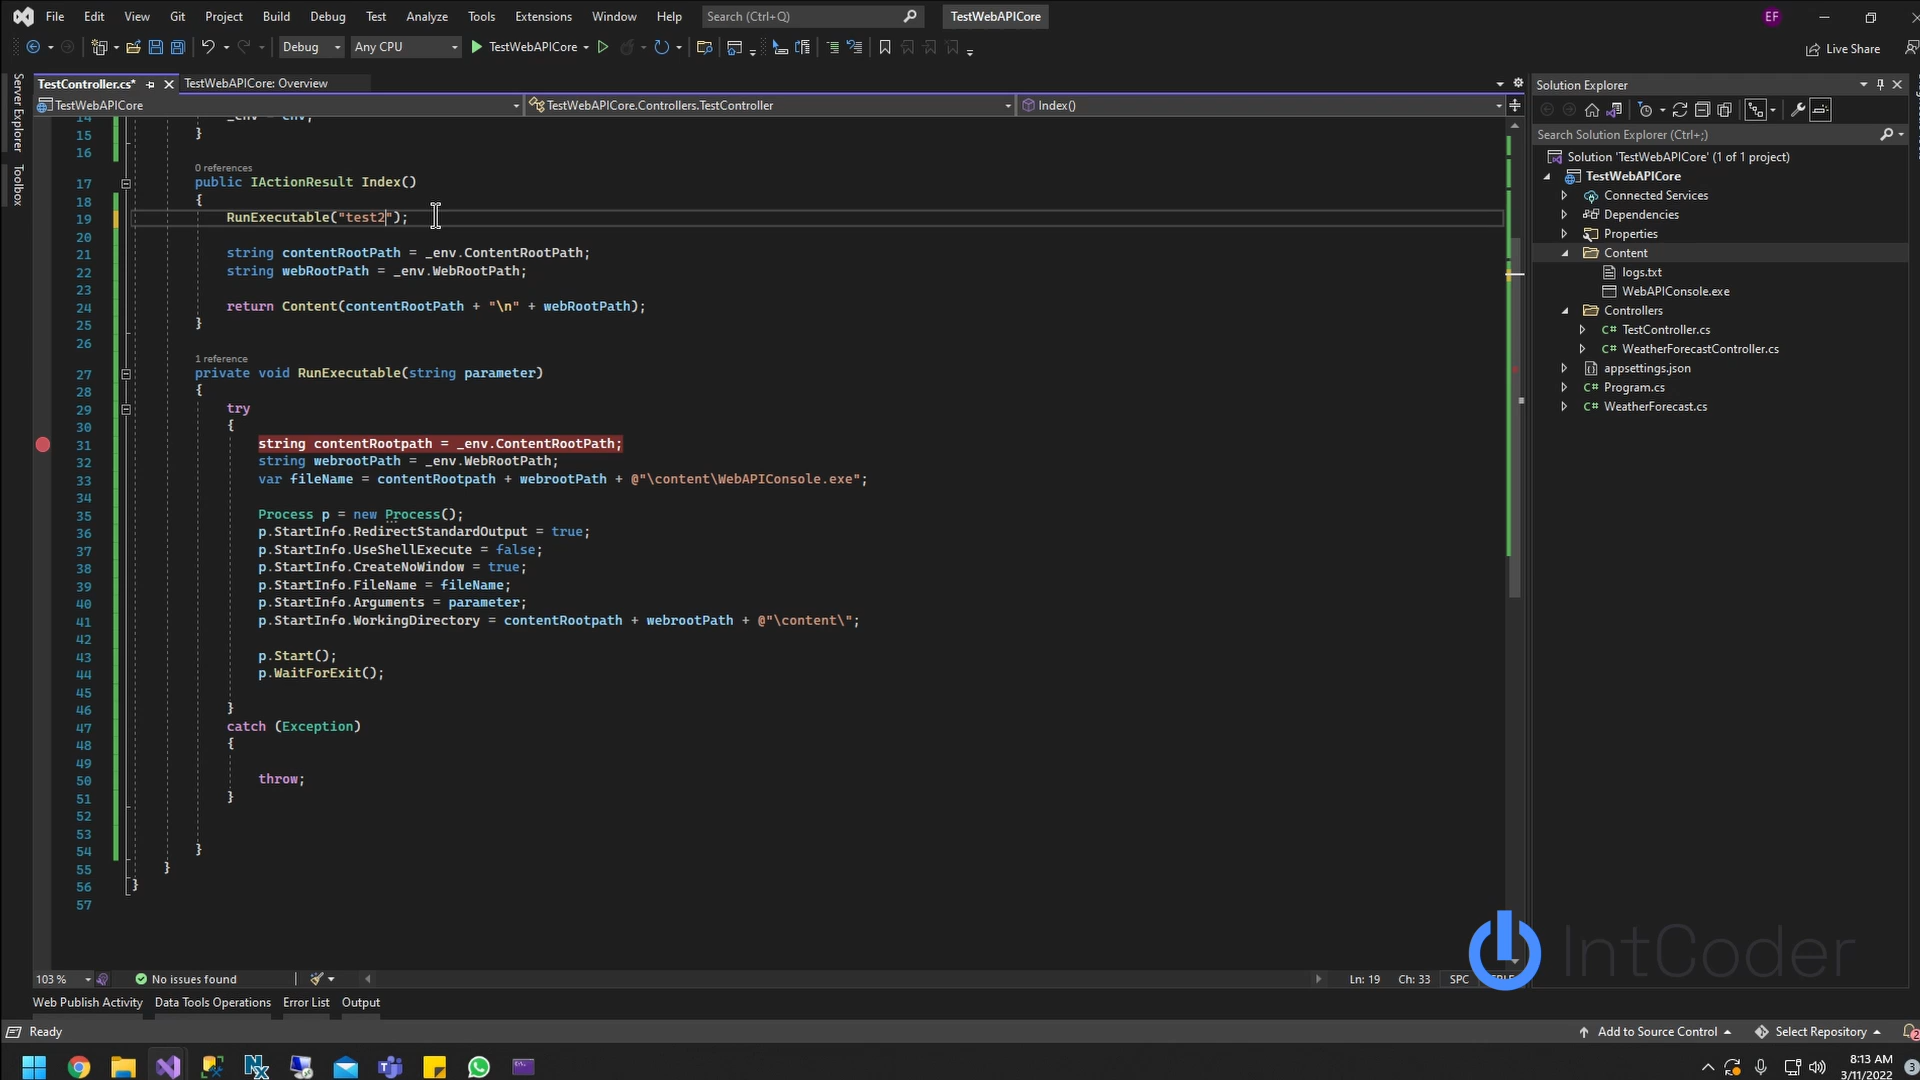 File Edit View Git Project Build Debug Test Analyze Tools Extensions Window Help Search (Ctrl+Q) TestWebAPICore EF
Debug Any CPU TestWebAPICore Live Share
Server Explorer
Toolbox
TestController.cs* TestWebAPICore: Overview
TestWebAPICore TestWebAPICore.Controllers.TestController Index()
14 _env = env;
15 }
16
0 references
17 public IActionResult Index()
18 {
19 RunExecutable("test2");
20
21 string contentRootPath = _env.ContentRootPath;
22 string webRootPath = _env.WebRootPath;
23
24 return Content(contentRootPath + "\n" + webRootPath);
25 }
26
1 reference
27 private void RunExecutable(string parameter)
28 {
29 try
30 {
31 string contentRootpath = _env.ContentRootPath;
32 string webrootPath = _env.WebRootPath;
33 var fileName = contentRootpath + webrootPath + @"\content\WebAPIConsole.exe";
34
35 Process p = new Process();
36 p.StartInfo.RedirectStandardOutput = true;
37 p.StartInfo.UseShellExecute = false;
38 p.StartInfo.CreateNoWindow = true;
39 p.StartInfo.FileName = fileName;
40 p.StartInfo.Arguments = parameter;
41 p.StartInfo.WorkingDirectory = contentRootpath + webrootPath + @"\content\";
42
43 p.Start();
44 p.WaitForExit();
45
46 }
47 catch (Exception)
48 {
49
50 throw;
51 }
52
53
54 }
55 }
56 }
57
Solution Explorer
Search Solution Explorer (Ctrl+;)
Solution 'TestWebAPICore' (1 of 1 project)
TestWebAPICore
Connected Services
Dependencies
Properties
Content
logs.txt
WebAPIConsole.exe
Controllers
C# TestController.cs
C# WeatherForecastController.cs
appsettings.json
C# Program.cs
C# WeatherForecast.cs
IntCoder
103 % No issues found Ln: 19 Ch: 33 SPC
Web Publish Activity Data Tools Operations Error List Output
Ready Add to Source Control Select Repository 2
8:13 AM
3/11/2022 3